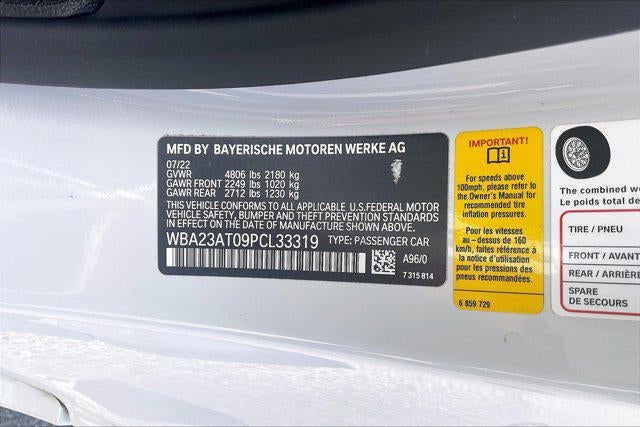 MFD BY BAYERISCHE MOTOREN WERKE AG
07/22
GVWR 4806 lbs 2180 kg
GAWR FRONT 2249 lbs 1020 kg
GAWR REAR 2712 lbs 1230 kg
THIS VEHICLE CONFORMS TO ALL APPLICABLE U.S.FEDERAL MOTOR
VEHICLE SAFETY, BUMPER AND THEFT PREVENTION STANDARDS
IN EFFECT ON THE DATE OF MANUFACTURE SHOWN ABOVE.
WBA23AT09PCL33319 TYPE: PASSENGER CAR
A96/0
7 315 814
IMPORTANT!
For speeds above
100mph, please refer to
the Owner's Manual for
recommended tire
inflation pressures.
Pour les vitesses
au - dessus de 160
km/h, faites référence à
la notice d'utilisation
pour les pressions des
pneus recommandées.
6 859 729
The combined w
Le poids total de
TIRE / PNEU
FRONT / AVANT
REAR / ARRIÈRE
SPARE
DE SECOURS